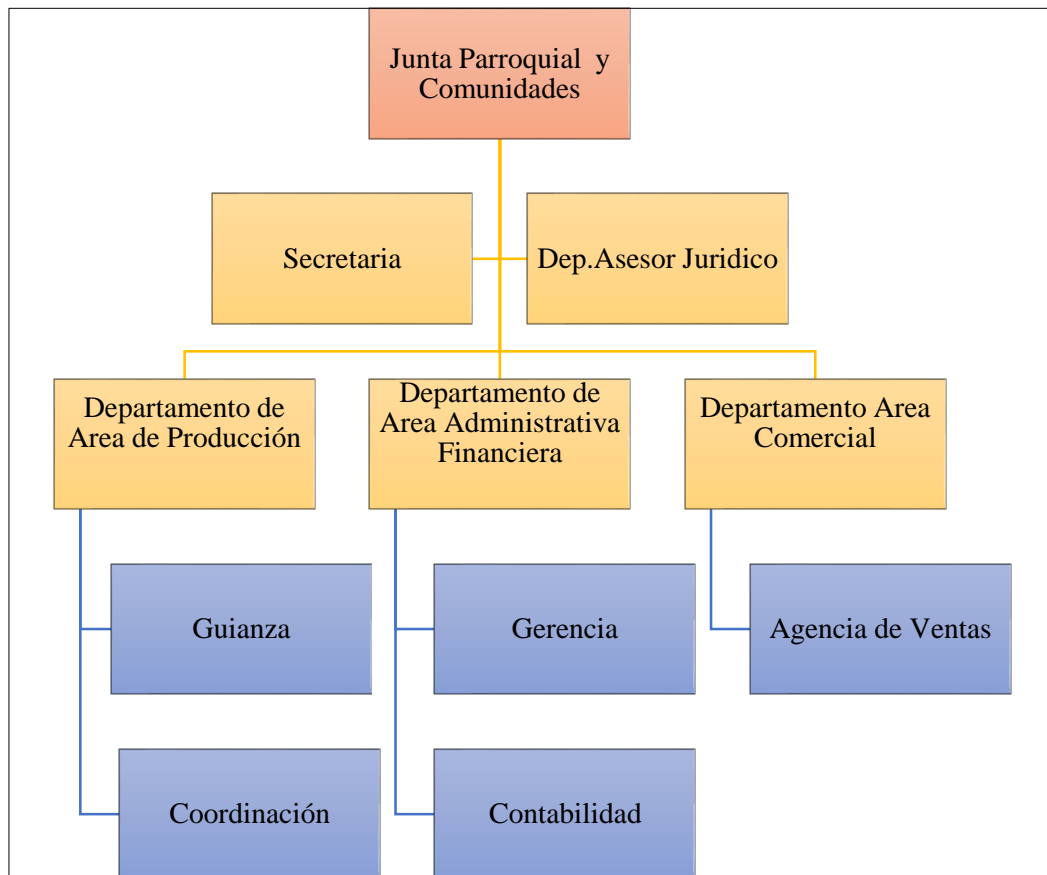 Junta Parroquial y
Comunidades
Secretaria
Dep.Asesor Juridico
Departamento de
Area de Producción
Departamento de
Area Administrativa
Financiera
Departamento Area
Comercial
Guianza
Gerencia
Agencia de Ventas
Coordinación
Contabilidad